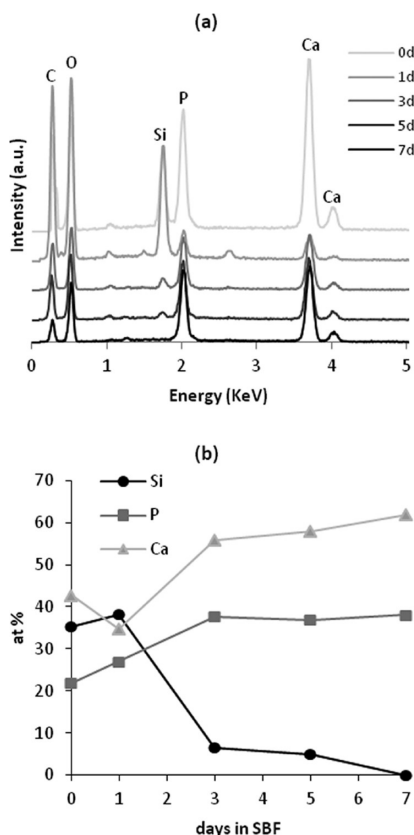 (a)
C
O
Si
P
Ca
Ca
0d
1d
3d
5d
7d
Intensity (a.u.)
0 1 2 3 4 5
Energy (KeV)
(b)
Si
P
Ca
70
60
50
40
30
20
10
0
at %
0 1 2 3 4 5 6 7
days in SBF